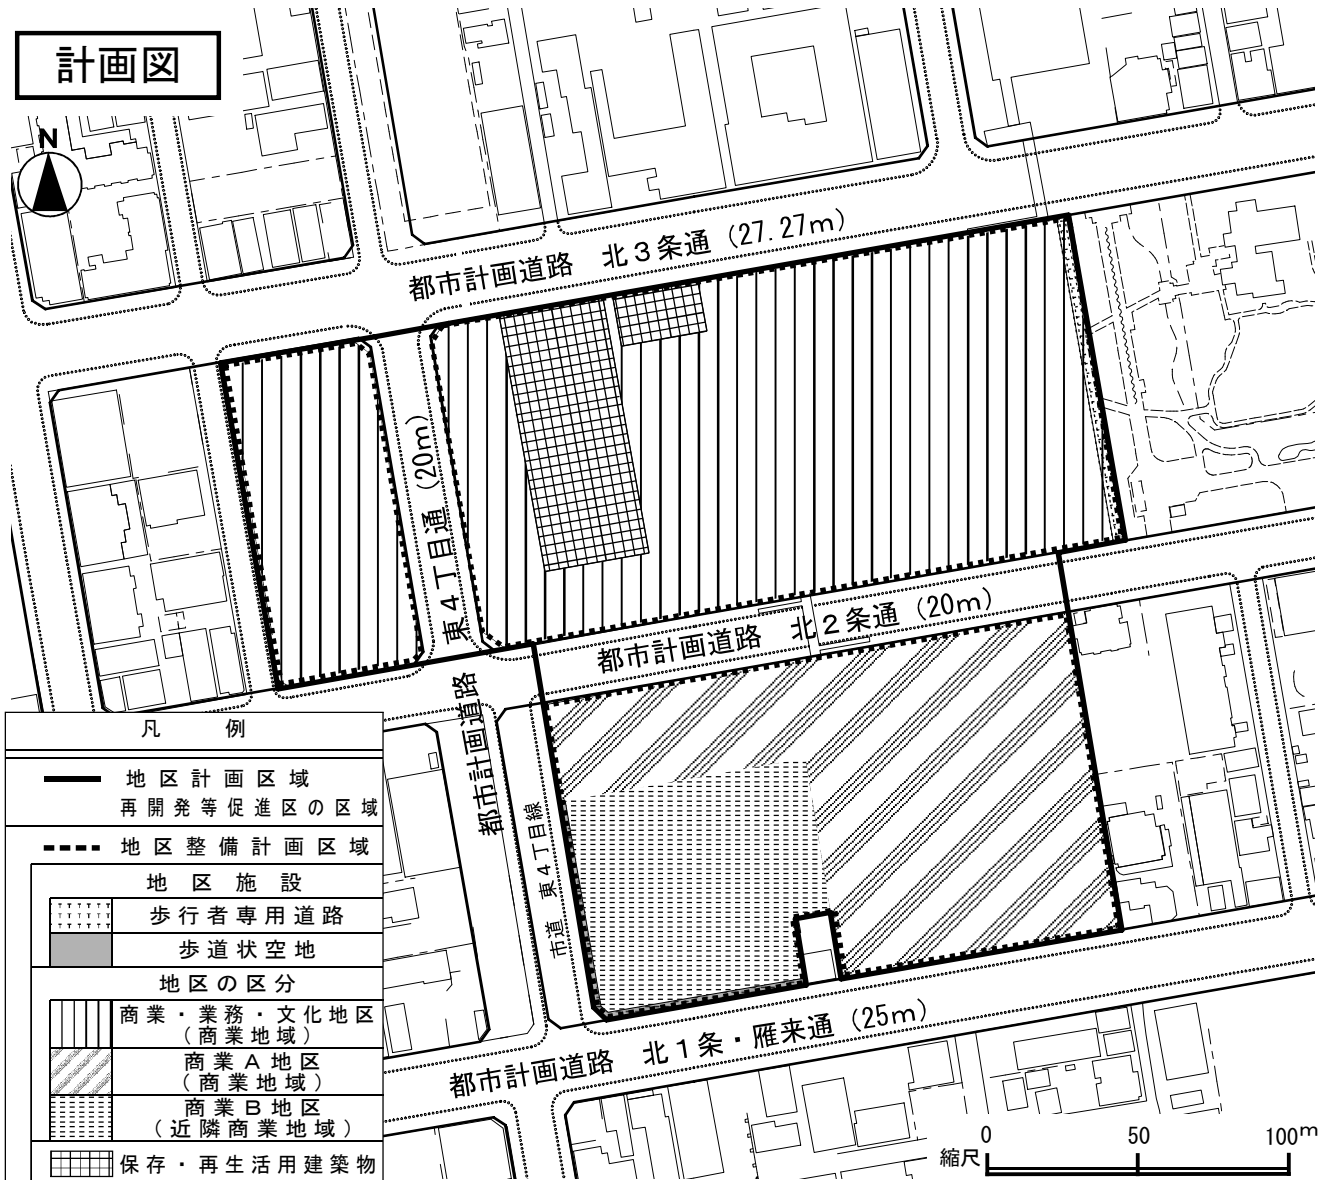 計画図
N
都市計画道路　北３条通（27.27m）
東４丁目通（20m）
都市計画道路
都市計画道路　北２条通（20m）
市道　東４丁目線
都市計画道路　北１条・雁来通（25m）
凡　例
地区計画区域
再開発等促進区の区域
地区整備計画区域
地区施設
歩行者専用道路
歩道状空地
地区の区分
商業・業務・文化地区
（商業地域）
商業Ａ地区
（商業地域）
商業Ｂ地区
（近隣商業地域）
保存・再生活用建築物
縮尺
0　50　100m